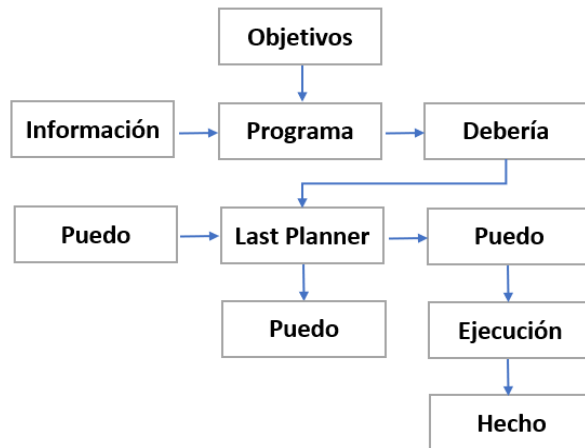 Objetivos
Información
Programa
Debería
Puedo
Last Planner
Puedo
Puedo
Ejecución
Hecho